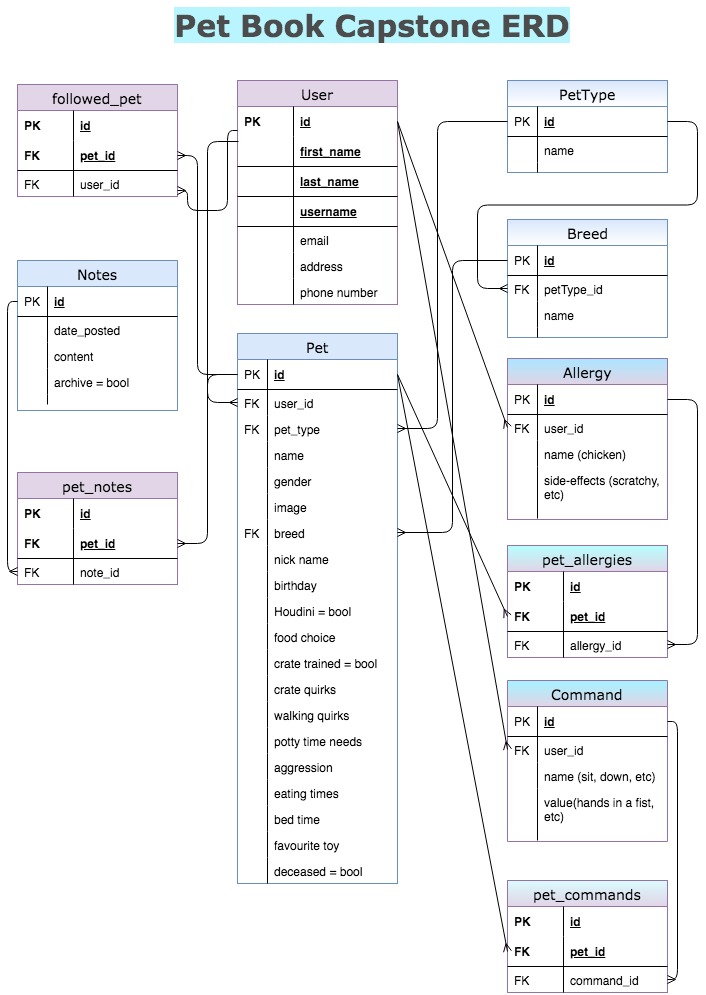 Pet Book Capstone ERD
followed_pet
PK id
FK pet_id
FK user_id
Notes
PK id
date_posted
content
archive = bool
pet_notes
PK id
FK pet_id
FK note_id
User
PK id
first_name
last_name
username
email
address
phone number
Pet
PK id
FK user_id
FK pet_type
name
gender
image
FK breed
nick name
birthday
Houdini = bool
food choice
crate trained = bool
crate quirks
walking quirks
potty time needs
aggression
eating times
bed time
favourite toy
deceased = bool
PetType
PK id
name
Breed
PK id
FK petType_id
name
Allergy
PK id
FK user_id
name (chicken)
side-effects (scratchy,
etc)
pet_allergies
PK id
FK pet_id
FK allergy_id
Command
PK id
FK user_id
name (sit, down, etc)
value(hands in a fist,
etc)
pet_commands
PK id
FK pet_id
FK command_id